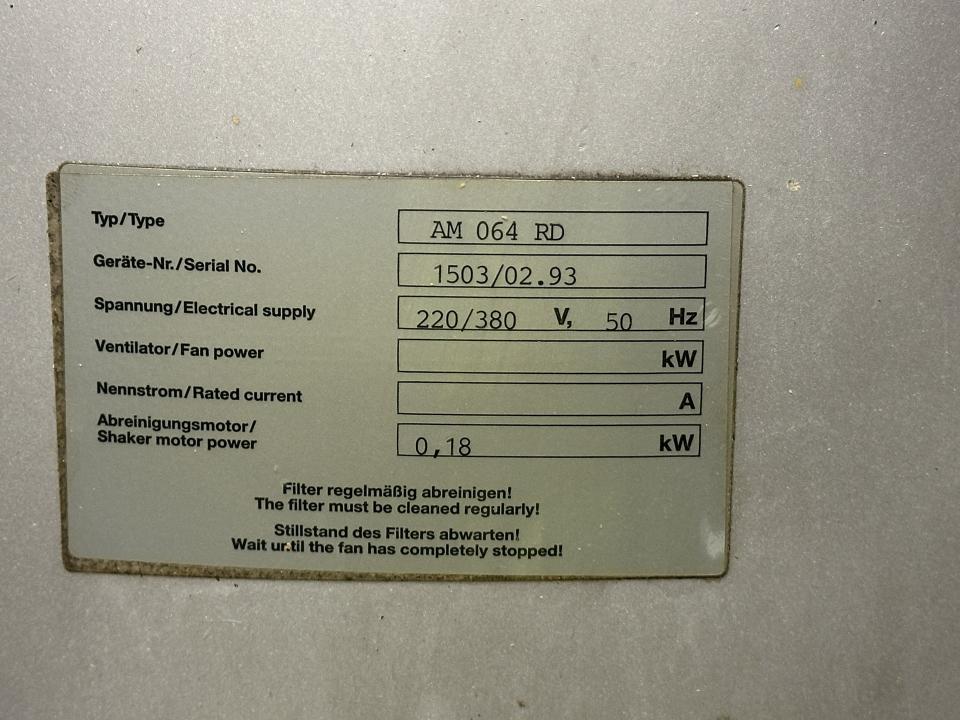 Typ/Type AM 064 RD
Geräte-Nr./Serial No. 1503/02.93
Spannung/Electrical supply 220/380 V, 50 Hz
Ventilator/Fan power kW
Nennstrom/Rated current A
Abreinigungsmotor/
Shaker motor power 0,18 kW
Filter regelmäßig abreinigen!
The filter must be cleaned regularly!
Stillstand des Filters abwarten!
Wait until the fan has completely stopped!